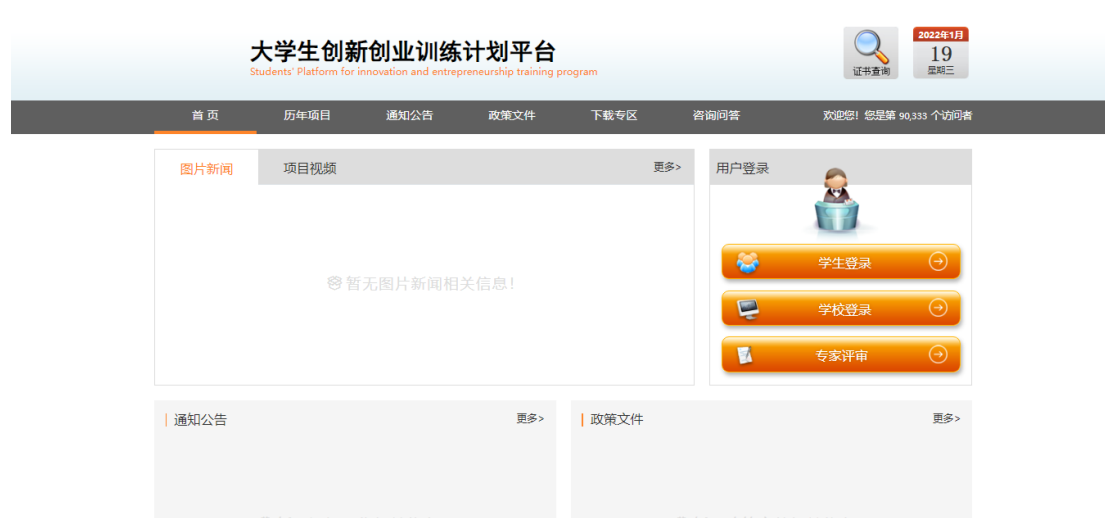 大学生创新创业训练计划平台
Students' Platform for innovation and entrepreneurship training program
证书查询
2022年1月
19
星期三
首 页 历年项目 通知公告 政策文件 下载专区 咨询问答 欢迎您！您是第 90,333 个访问者
图片新闻 项目视频 更多>
用户登录
暂无图片新闻相关信息！
学生登录
学校登录
专家评审
通知公告 更多>
政策文件 更多>